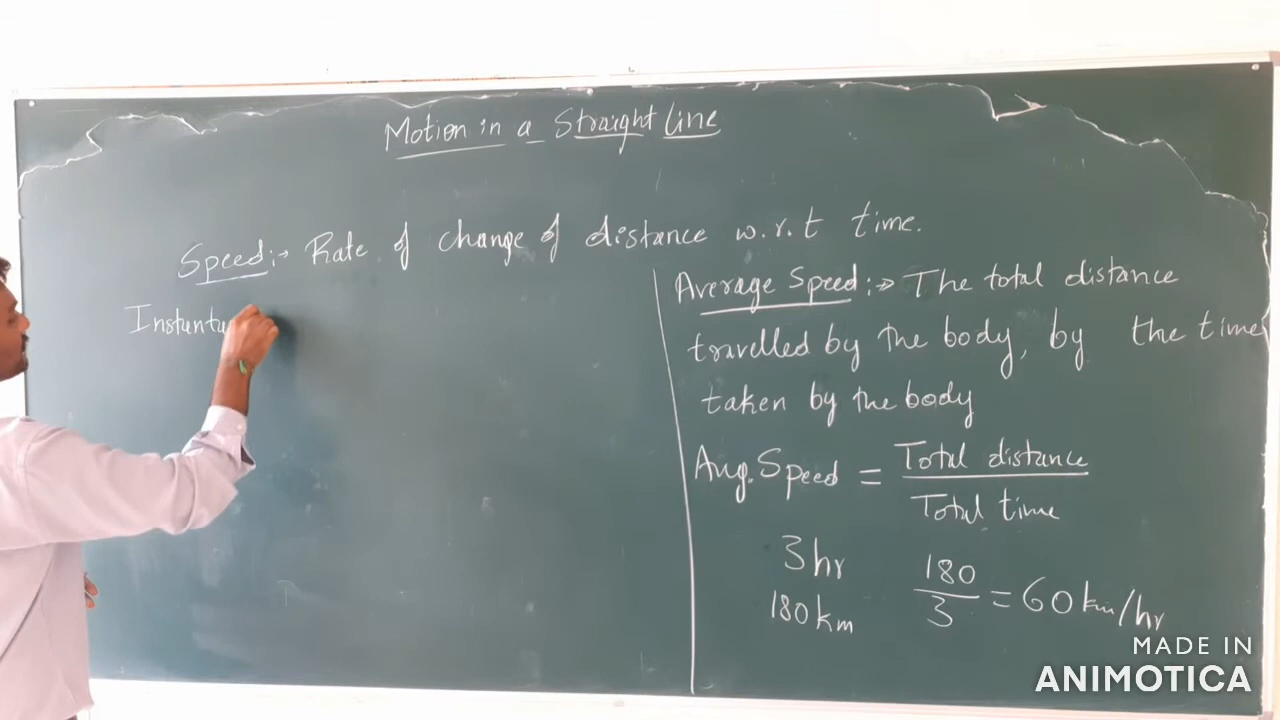 Motion in a Straight line
Speed :→ Rate of change of distance w.r.t time.
Instanta
Average Speed :→ The total distance
travelled by the body, by the time
taken by the body
Avg. Speed = Total distance
Total time
3 hr
180 km
180
3
= 60 km/hr
MADE IN
ANIMOTICA